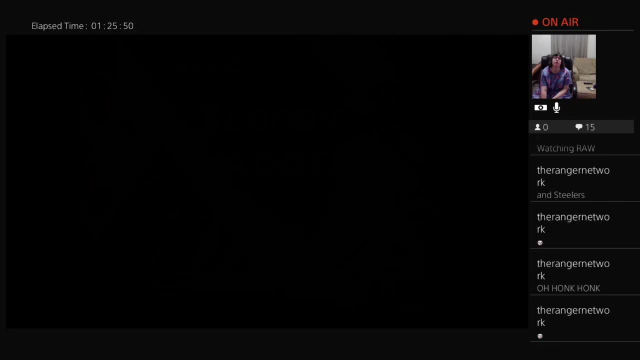 Elapsed Time : 01 : 25 : 50
ON AIR
0
15
Watching RAW
therangernetwo
rk
and Steelers
therangernetwo
rk
therangernetwo
rk
OH HONK HONK
therangernetwo
rk